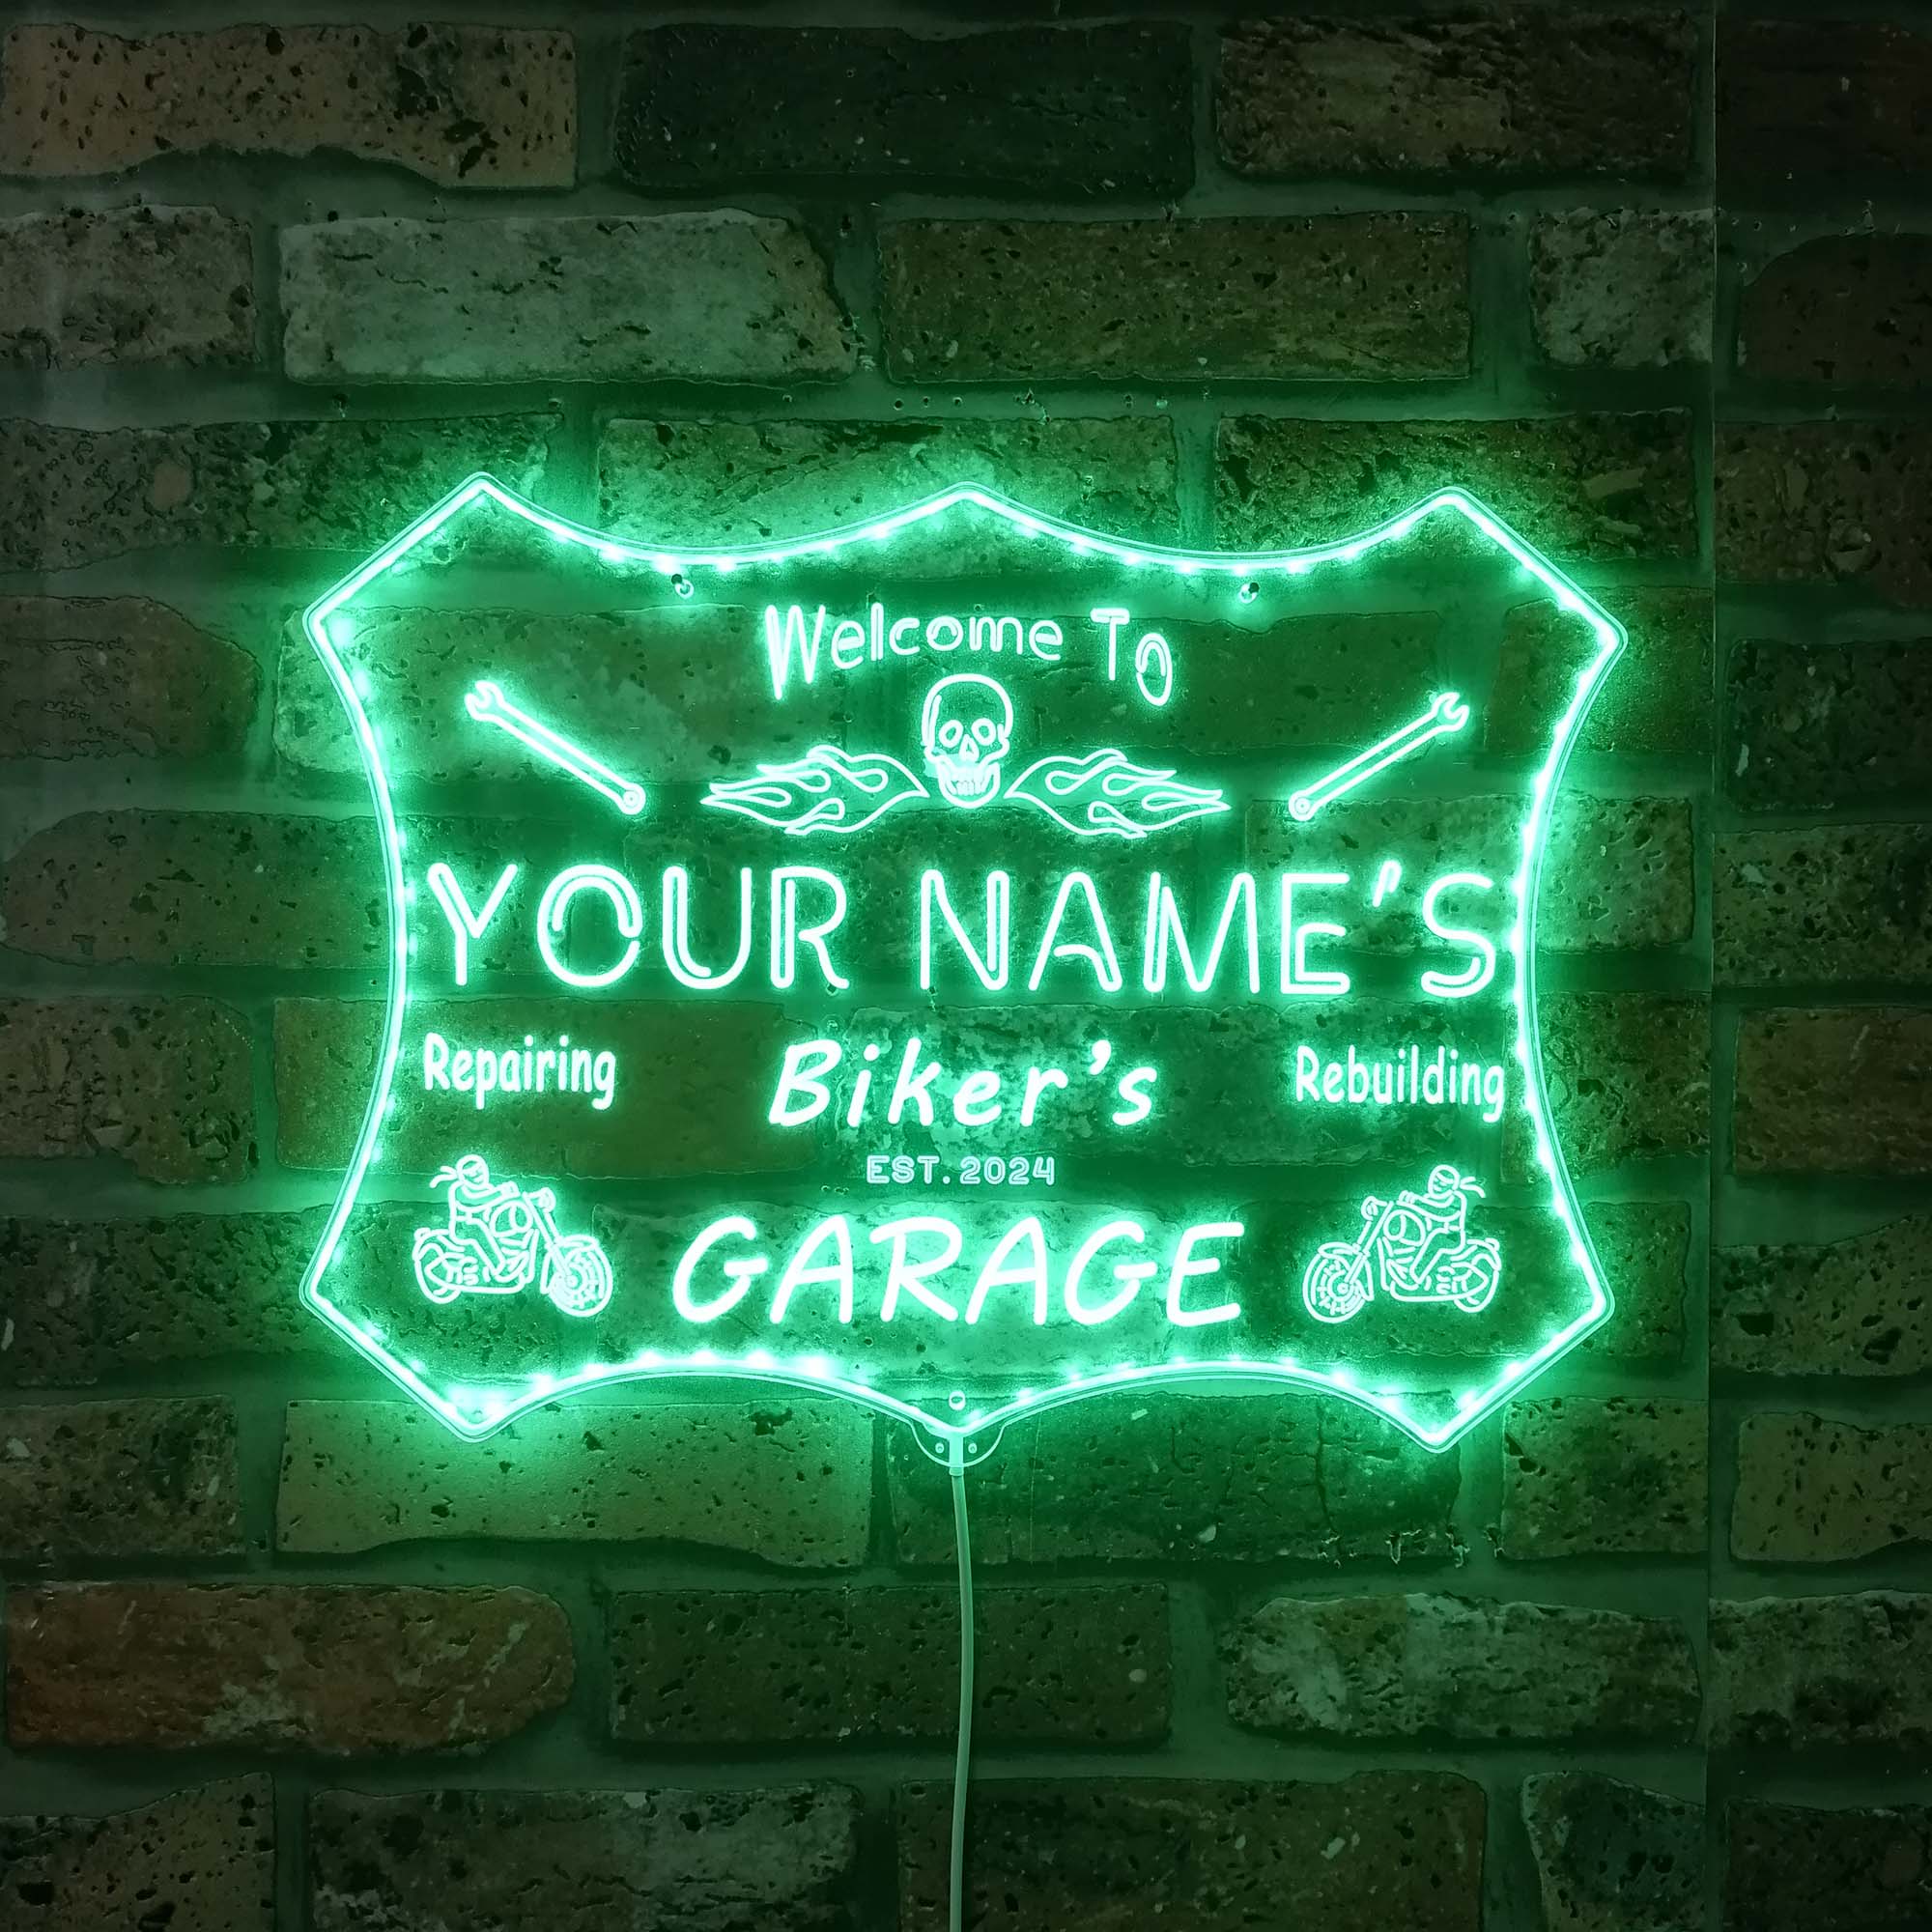 Welcome To
YOUR NAME'S
Repairing Biker's Rebuilding
EST.2024
GARAGE